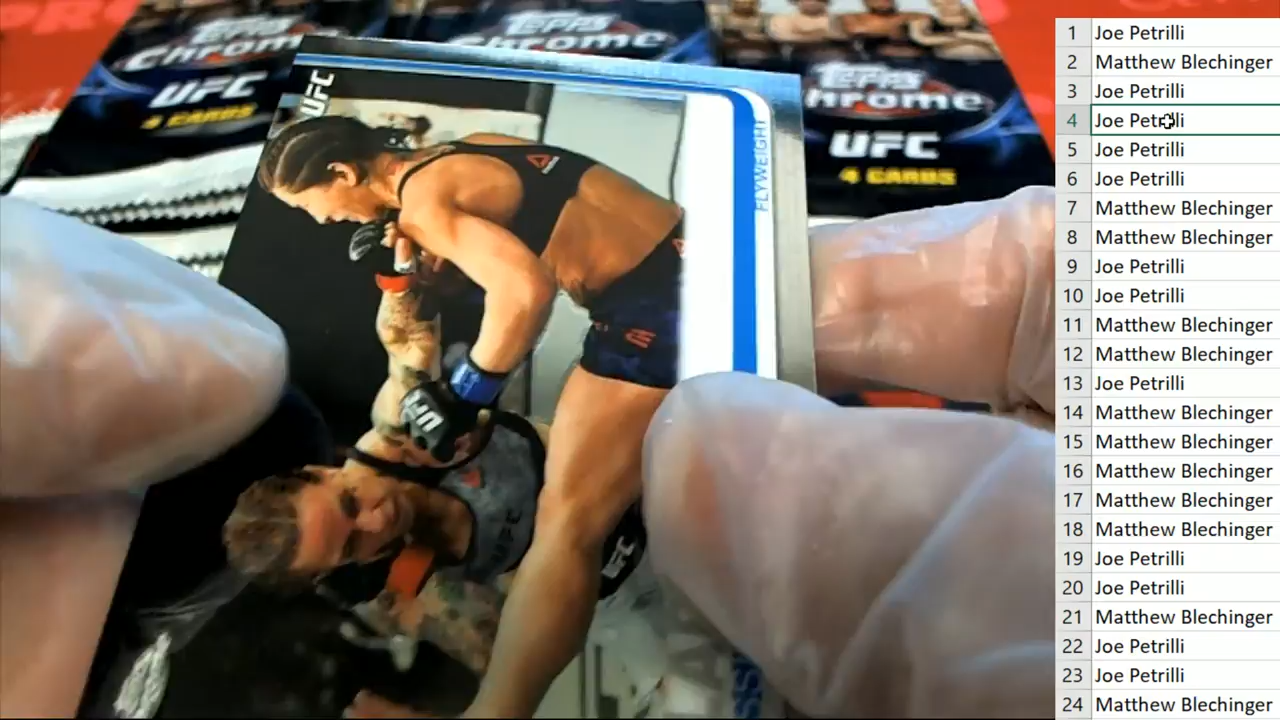 Topps Chrome
UFC
4 CARDS
Topps Chrome
Topps Chrome
UFC
4 CARDS
UFC
FLYWEIGHT
UFC
UFC
1 Joe Petrilli
2 Matthew Blechinger
3 Joe Petrilli
4 Joe Petrilli
5 Joe Petrilli
6 Joe Petrilli
7 Matthew Blechinger
8 Matthew Blechinger
9 Joe Petrilli
10 Joe Petrilli
11 Matthew Blechinger
12 Matthew Blechinger
13 Joe Petrilli
14 Matthew Blechinger
15 Matthew Blechinger
16 Matthew Blechinger
17 Matthew Blechinger
18 Matthew Blechinger
19 Joe Petrilli
20 Joe Petrilli
21 Matthew Blechinger
22 Joe Petrilli
23 Joe Petrilli
24 Matthew Blechinger